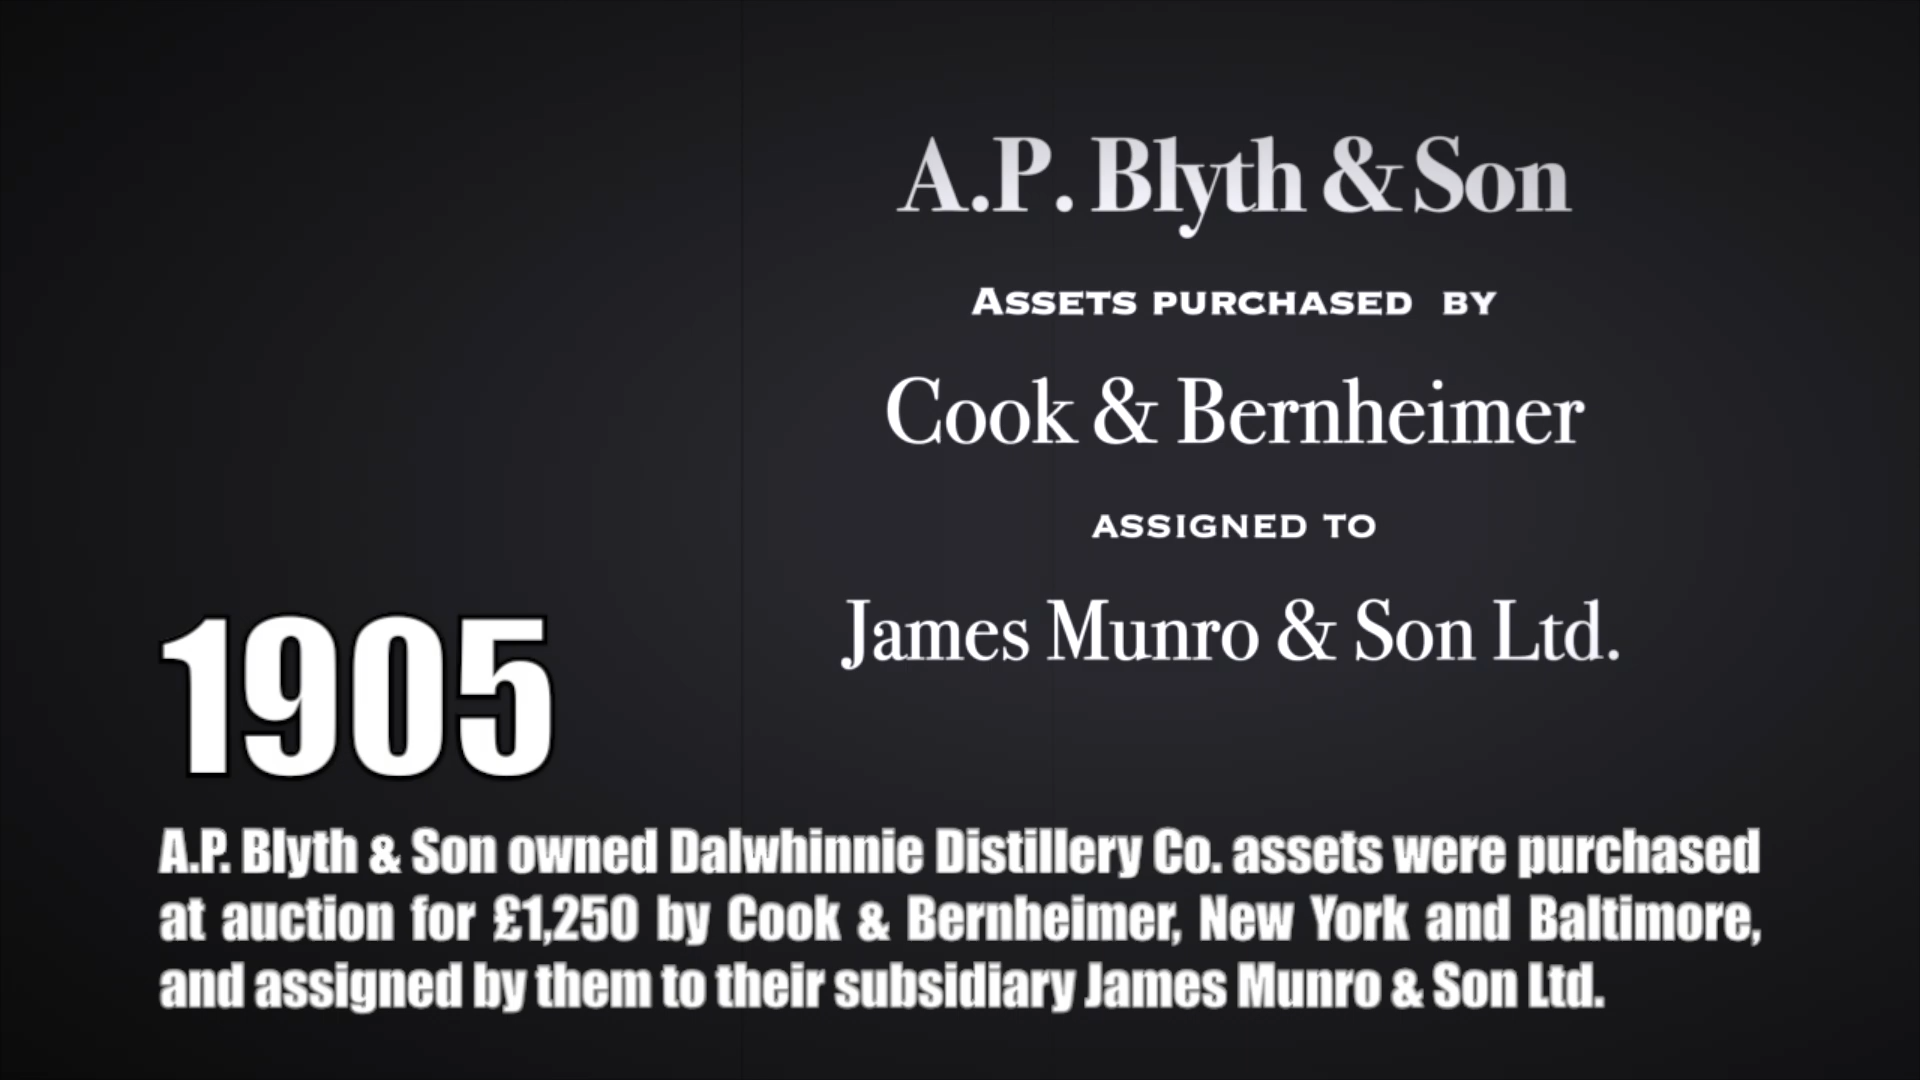 A.P. Blyth & Son
ASSETS PURCHASED BY
Cook & Bernheimer
ASSIGNED TO
James Munro & Son Ltd.
1905
A.P. Blyth & Son owned Dalwhinnie Distillery Co. assets were purchased
at auction for £1,250 by Cook & Bernheimer, New York and Baltimore,
and assigned by them to their subsidiary James Munro & Son Ltd.